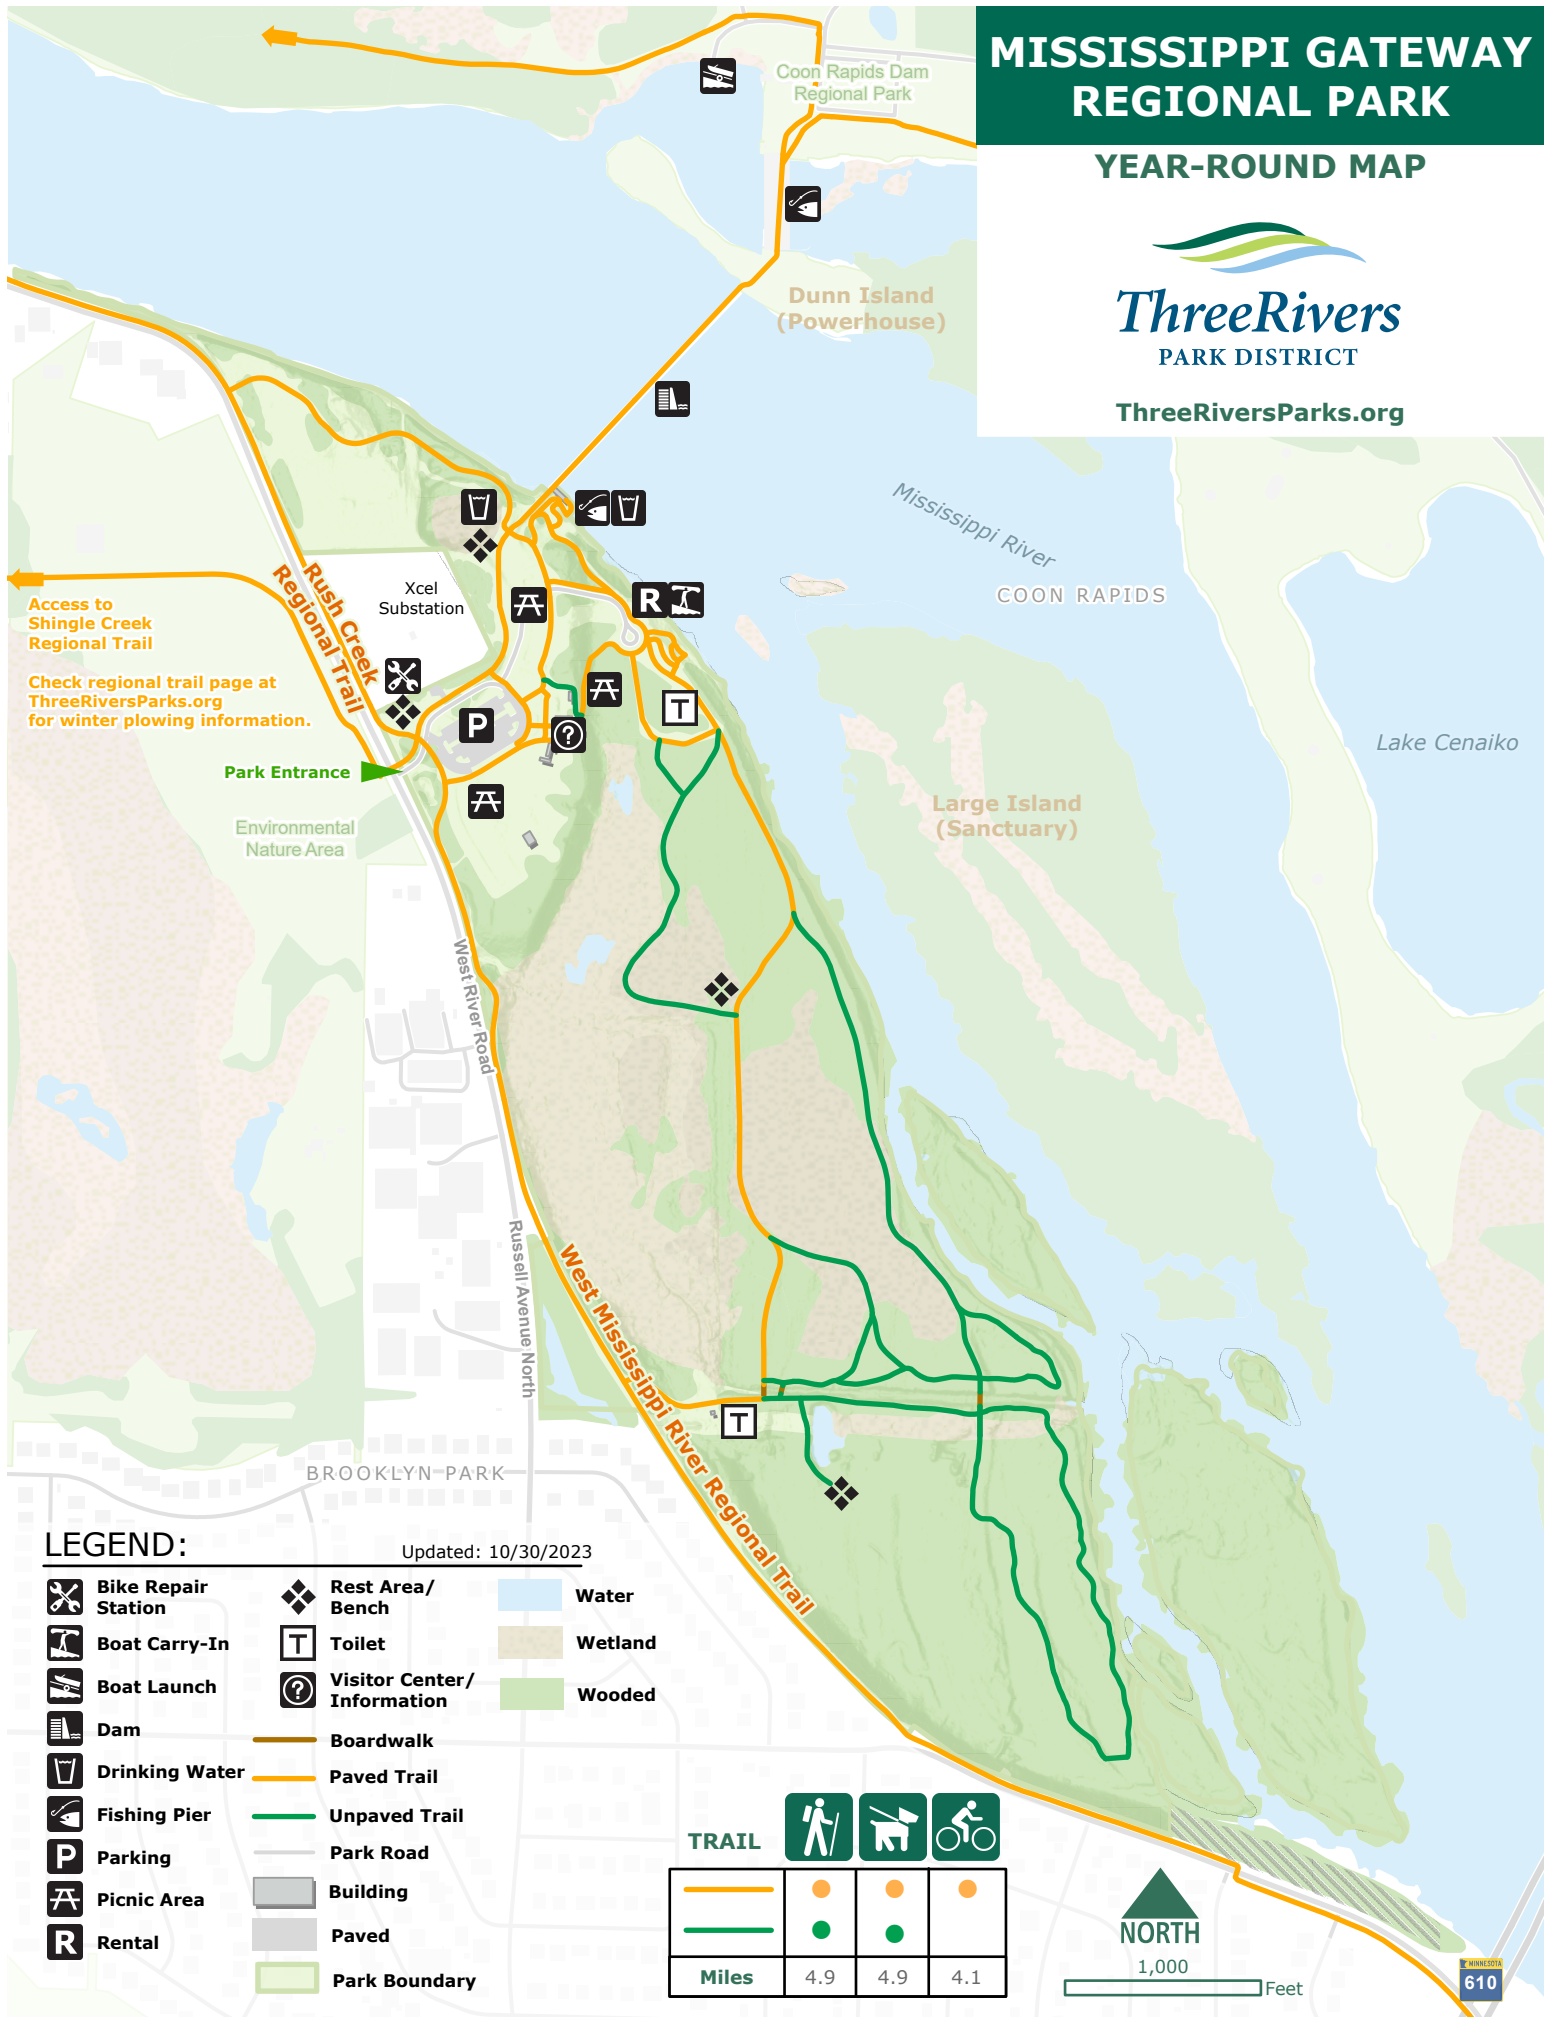 MISSISSIPPI GATEWAY
REGIONAL PARK
YEAR-ROUND MAP
ThreeRivers
PARK DISTRICT
ThreeRiversParks.org
Coon Rapids Dam
Regional Park
Dunn Island
(Powerhouse)
Mississippi River
COON RAPIDS
Lake Cenaiko
Large Island
(Sanctuary)
Xcel
Substation
Rush Creek
Regional Trail
Access to
Shingle Creek
Regional Trail
Check regional trail page at
ThreeRiversParks.org
for winter plowing information.
R
T
P
?
Park Entrance
Environmental
Nature Area
West River Road
Russell Avenue North
West Mississippi River Regional Trail
T
BROOKLYN PARK
LEGEND:
Updated: 10/30/2023
Bike Repair
Station
Boat Carry-In
Boat Launch
Dam
Drinking Water
Fishing Pier
P Parking
Picnic Area
R Rental
Rest Area/
Bench
T Toilet
? Visitor Center/
Information
Boardwalk
Paved Trail
Unpaved Trail
Park Road
Building
Paved
Park Boundary
Water
Wetland
Wooded
TRAIL
Miles 4.9 4.9 4.1
NORTH
1,000
Feet
MINNESOTA
610